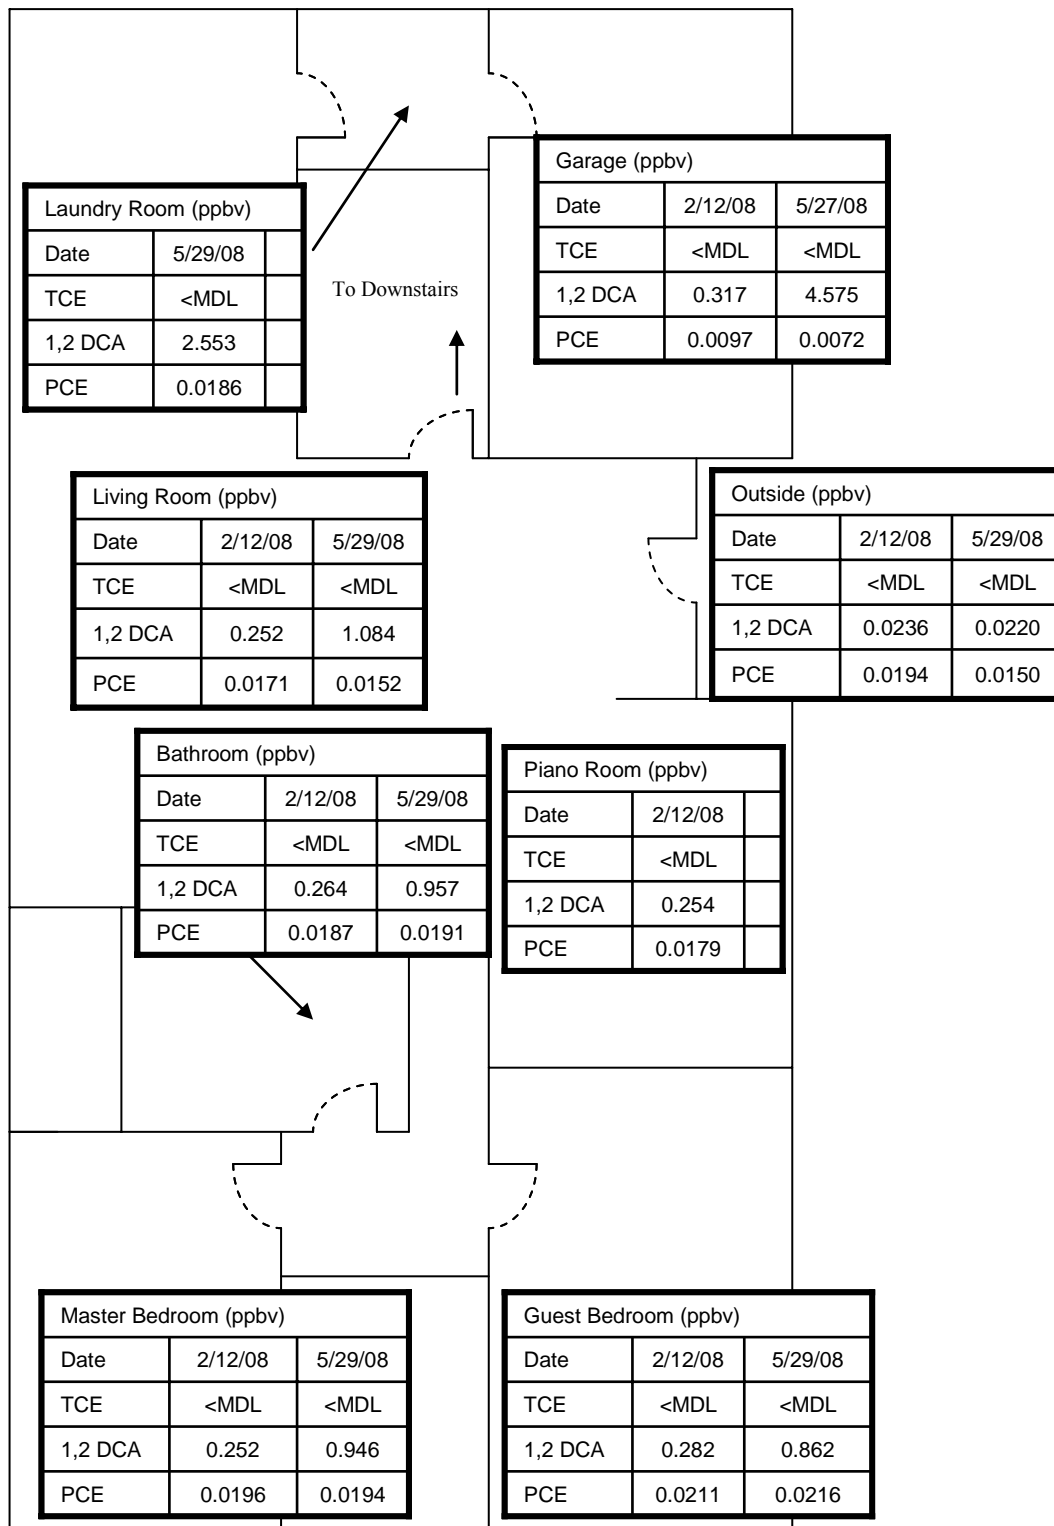 Garage (ppbv)
Date 2/12/08 5/27/08
TCE <MDL <MDL
1,2 DCA 0.317 4.575
PCE 0.0097 0.0072
Laundry Room (ppbv)
Date 5/29/08
TCE <MDL
1,2 DCA 2.553
PCE 0.0186
To Downstairs
Living Room (ppbv)
Date 2/12/08 5/29/08
TCE <MDL <MDL
1,2 DCA 0.252 1.084
PCE 0.0171 0.0152
Outside (ppbv)
Date 2/12/08 5/29/08
TCE <MDL <MDL
1,2 DCA 0.0236 0.0220
PCE 0.0194 0.0150
Bathroom (ppbv)
Date 2/12/08 5/29/08
TCE <MDL <MDL
1,2 DCA 0.264 0.957
PCE 0.0187 0.0191
Piano Room (ppbv)
Date 2/12/08
TCE <MDL
1,2 DCA 0.254
PCE 0.0179
Master Bedroom (ppbv)
Date 2/12/08 5/29/08
TCE <MDL <MDL
1,2 DCA 0.252 0.946
PCE 0.0196 0.0194
Guest Bedroom (ppbv)
Date 2/12/08 5/29/08
TCE <MDL <MDL
1,2 DCA 0.282 0.862
PCE 0.0211 0.0216